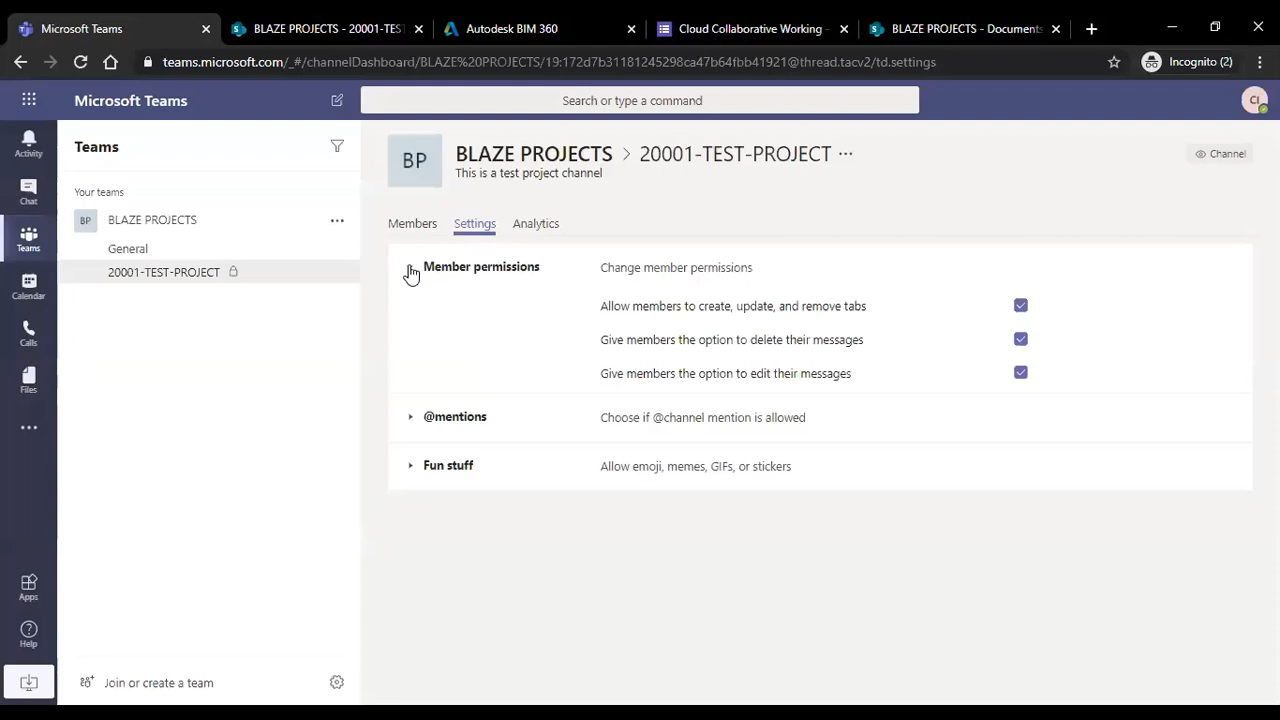 Microsoft Teams
BLAZE PROJECTS - 20001-TEST
Autodesk BIM 360
Cloud Collaborative Working -
BLAZE PROJECTS - Documents
teams.microsoft.com/_#/channelDashboard/BLAZE%20PROJECTS/19:172d7b31181245298ca47b64fbb41921@thread.tacv2/td.settings
Incognito (2)
Microsoft Teams
Search or type a command
CI
Activity
Chat
Teams
Calendar
Calls
Files
Apps
Help
Teams
Your teams
BP
BLAZE PROJECTS
General
20001-TEST-PROJECT
Join or create a team
BP
BLAZE PROJECTS > 20001-TEST-PROJECT ...
This is a test project channel
Channel
Members
Settings
Analytics
Member permissions
Change member permissions
Allow members to create, update, and remove tabs
Give members the option to delete their messages
Give members the option to edit their messages
@mentions
Choose if @channel mention is allowed
Fun stuff
Allow emoji, memes, GIFs, or stickers